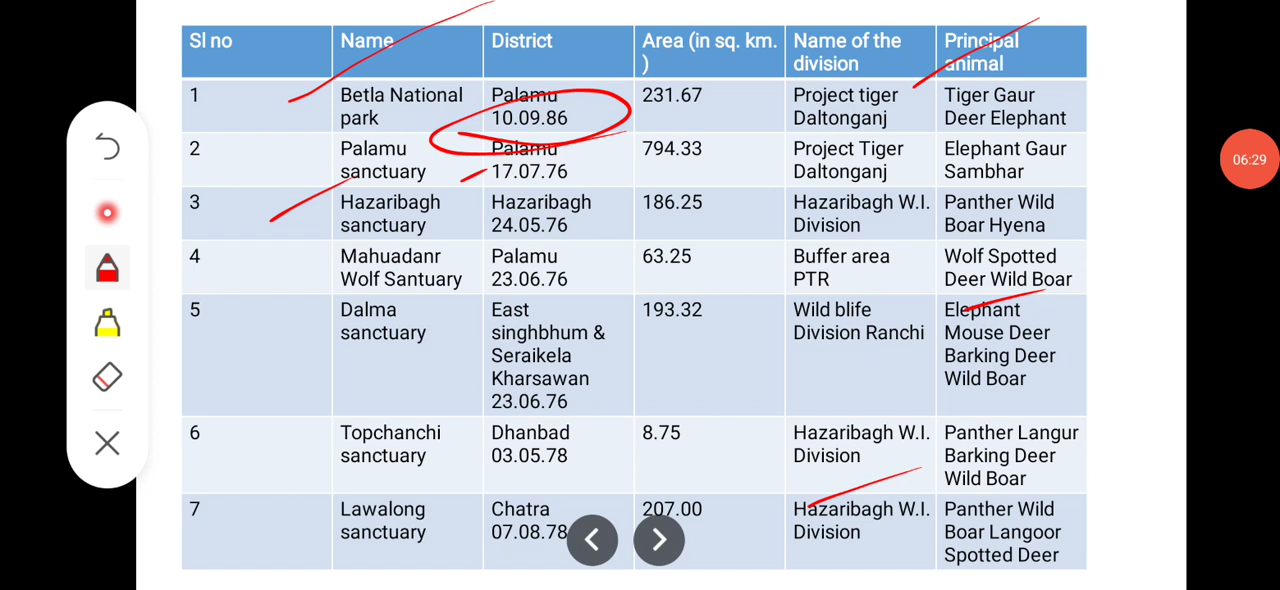 Sl no
Name
District
Area (in sq. km.
)
Name of the
division
Principal
animal
1
Betla National
park
Palamu
10.09.86
231.67
Project tiger
Daltonganj
Tiger Gaur
Deer Elephant
2
Palamu
sanctuary
Palamu
17.07.76
794.33
Project Tiger
Daltonganj
Elephant Gaur
Sambhar
3
Hazaribagh
sanctuary
Hazaribagh
24.05.76
186.25
Hazaribagh W.I.
Division
Panther Wild
Boar Hyena
4
Mahuadanr
Wolf Santuary
Palamu
23.06.76
63.25
Buffer area
PTR
Wolf Spotted
Deer Wild Boar
5
Dalma
sanctuary
East
singhbhum &
Seraikela
Kharsawan
23.06.76
193.32
Wild blife
Division Ranchi
Elephant
Mouse Deer
Barking Deer
Wild Boar
6
Topchanchi
sanctuary
Dhanbad
03.05.78
8.75
Hazaribagh W.I.
Division
Panther Langur
Barking Deer
Wild Boar
7
Lawalong
sanctuary
Chatra
07.08.78
207.00
Hazaribagh W.I.
Division
Panther Wild
Boar Langoor
Spotted Deer
06:29